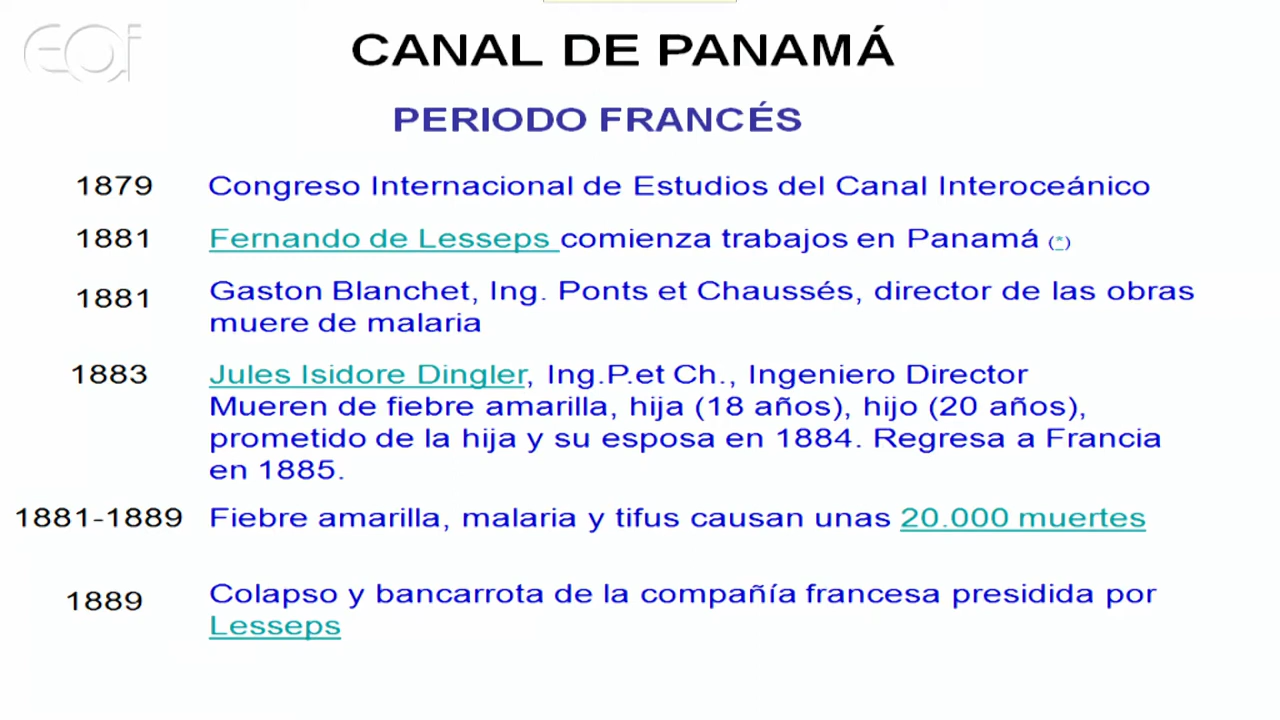 eoi
CANAL DE PANAMÁ
PERIODO FRANCÉS
1879 Congreso Internacional de Estudios del Canal Interoceánico
1881 Fernando de Lesseps comienza trabajos en Panamá (*)
1881 Gaston Blanchet, Ing. Ponts et Chaussés, director de las obras
muere de malaria
1883 Jules Isidore Dingler, Ing.P.et Ch., Ingeniero Director
Mueren de fiebre amarilla, hija (18 años), hijo (20 años),
prometido de la hija y su esposa en 1884. Regresa a Francia
en 1885.
1881-1889 Fiebre amarilla, malaria y tifus causan unas 20.000 muertes
1889 Colapso y bancarrota de la compañía francesa presidida por
Lesseps